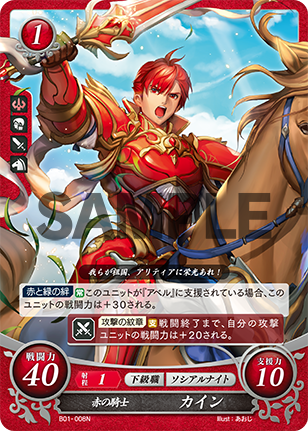 1
SAMPLE
我らが祖国、アリティアに栄光あれ！
赤と緑の絆 常 このユニットが『アベル』に支援されている場合、この
ユニットの戦闘力は＋30される。
攻撃の紋章 支 戦闘終了まで、自分の攻撃
ユニットの戦闘力は＋20される。
戦闘力
40
射程 1 下級職 ソシアルナイト
支援力
10
赤の騎士 カイン
B01-008N
Illust：あおじ